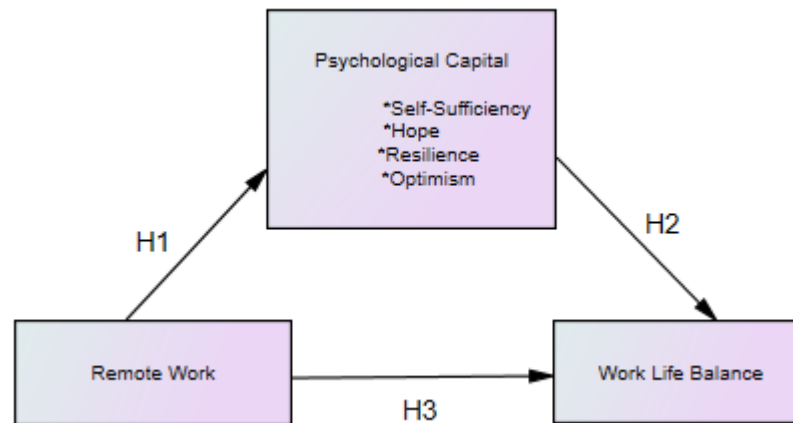 Psychological Capital
*Self-Sufficiency
*Hope
*Resilience
*Optimism
H1
H2
Remote Work
Work Life Balance
H3